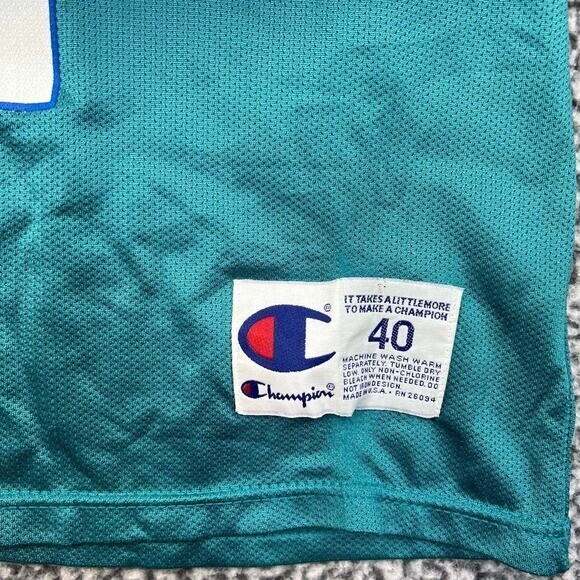 IT TAKES A LITTLE MORE
TO MAKE A CHAMPION
40
MACHINE WASH WARM
SEPARATELY. TUMBLE DRY
LOW. ONLY NON-CHLORINE
BLEACH WHEN NEEDED. DO
NOT IRON DESIGN.
MADE IN U.S.A. • RN 26094
©
Champion
©